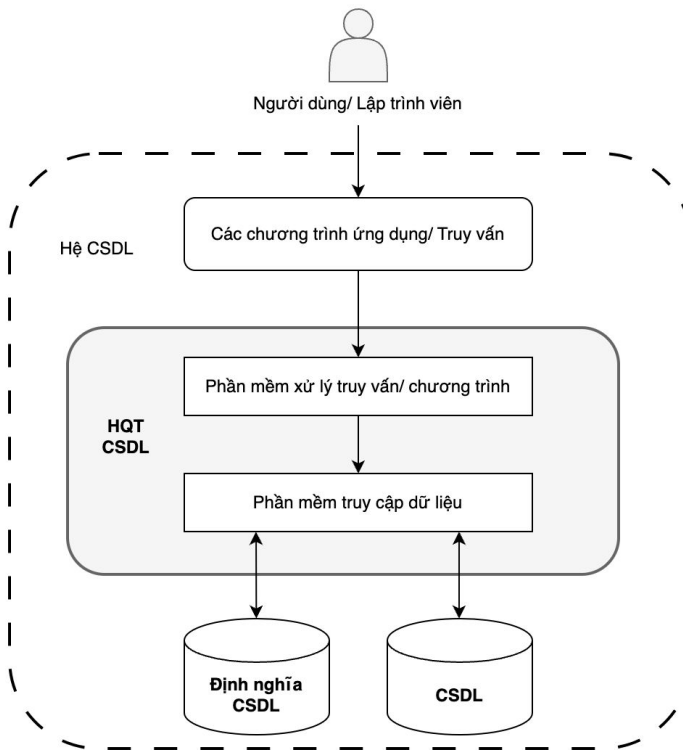 Người dùng/ Lập trình viên
Các chương trình ứng dụng/ Truy vấn
Hệ CSDL
Phần mềm xử lý truy vấn/ chương trình
HQT
CSDL
Phần mềm truy cập dữ liệu
Định nghĩa
CSDL
CSDL